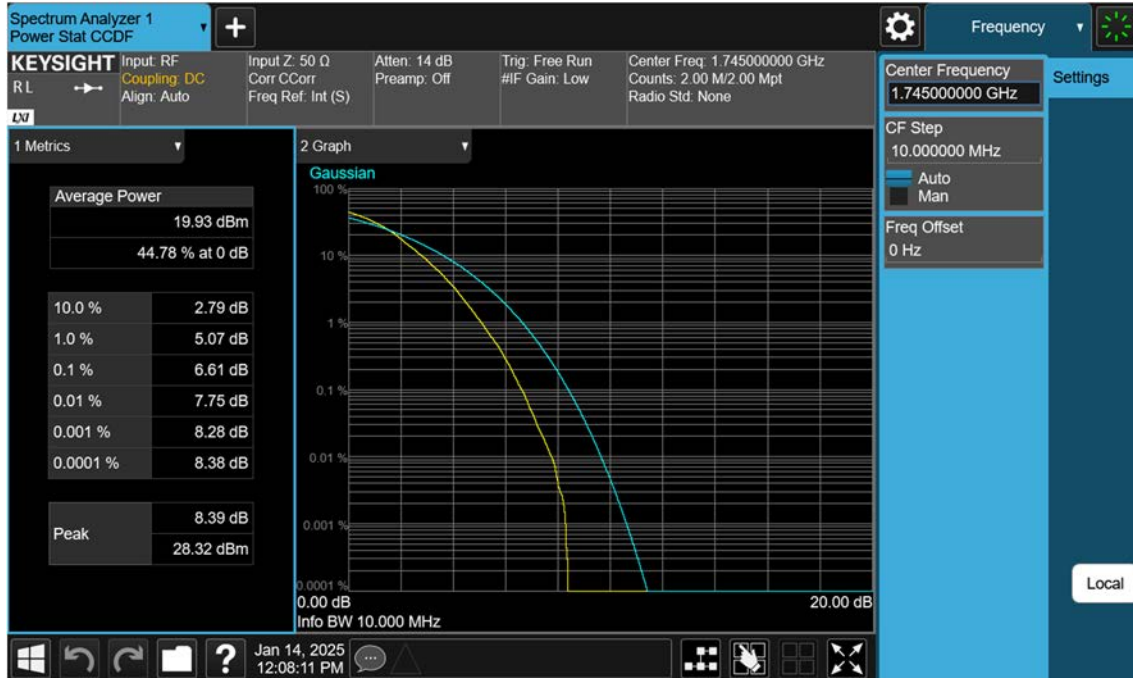 Spectrum Analyzer 1
Power Stat CCDF
Frequency
KEYSIGHT
R L
LXI
Input: RF
Coupling: DC
Align: Auto
Input Z: 50 Ω
Corr CCorr
Freq Ref: Int (S)
Atten: 14 dB
Preamp: Off
Trig: Free Run
#IF Gain: Low
Center Freq: 1.745000000 GHz
Counts: 2.00 M/2.00 Mpt
Radio Std: None
Center Frequency
1.745000000 GHz
Settings
CF Step
10.000000 MHz
Auto
Man
Freq Offset
0 Hz
Local
1 Metrics
Average Power
19.93 dBm
44.78 % at 0 dB
10.0 % 2.79 dB
1.0 % 5.07 dB
0.1 % 6.61 dB
0.01 % 7.75 dB
0.001 % 8.28 dB
0.0001 % 8.38 dB
Peak
8.39 dB
28.32 dBm
2 Graph
Gaussian
100 %
10 %
1 %
0.1 %
0.01 %
0.001 %
0.0001 %
0.00 dB 20.00 dB
Info BW 10.000 MHz
?
Jan 14, 2025
12:08:11 PM